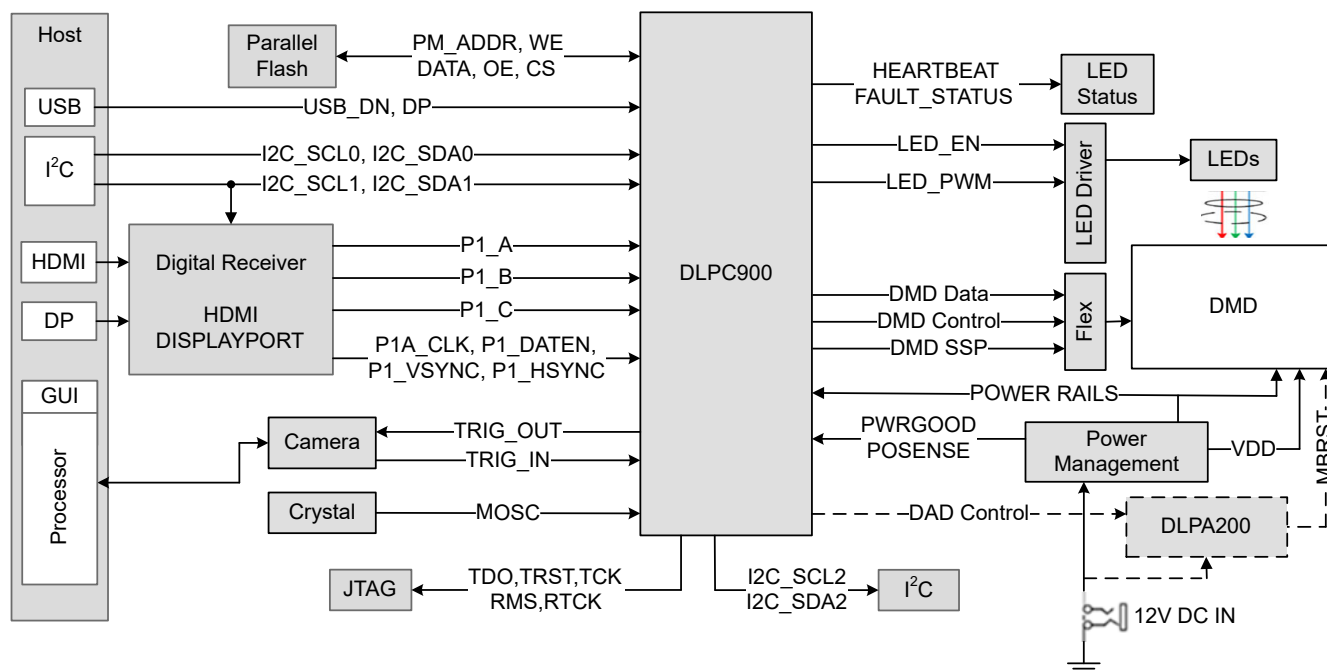 Host
USB
I²C
HDMI
DP
GUI
Processor
Parallel
Flash
PM_ADDR, WE
DATA, OE, CS
USB_DN, DP
I2C_SCL0, I2C_SDA0
I2C_SCL1, I2C_SDA1
Digital Receiver
HDMI
DISPLAYPORT
P1_A
P1_B
P1_C
P1A_CLK, P1_DATEN,
P1_VSYNC, P1_HSYNC
Camera
TRIG_OUT
TRIG_IN
Crystal
MOSC
JTAG
TDO,TRST,TCK
RMS,RTCK
DLPC900
I2C_SCL2
I2C_SDA2
I²C
HEARTBEAT
FAULT_STATUS
LED
Status
LED_EN
LED_PWM
LED Driver
LEDs
DMD Data
DMD Control
DMD SSP
Flex
DMD
POWER RAILS
PWRGOOD
POSENSE
Power
Management
VDD
MBRST
DAD Control
DLPA200
12V DC IN